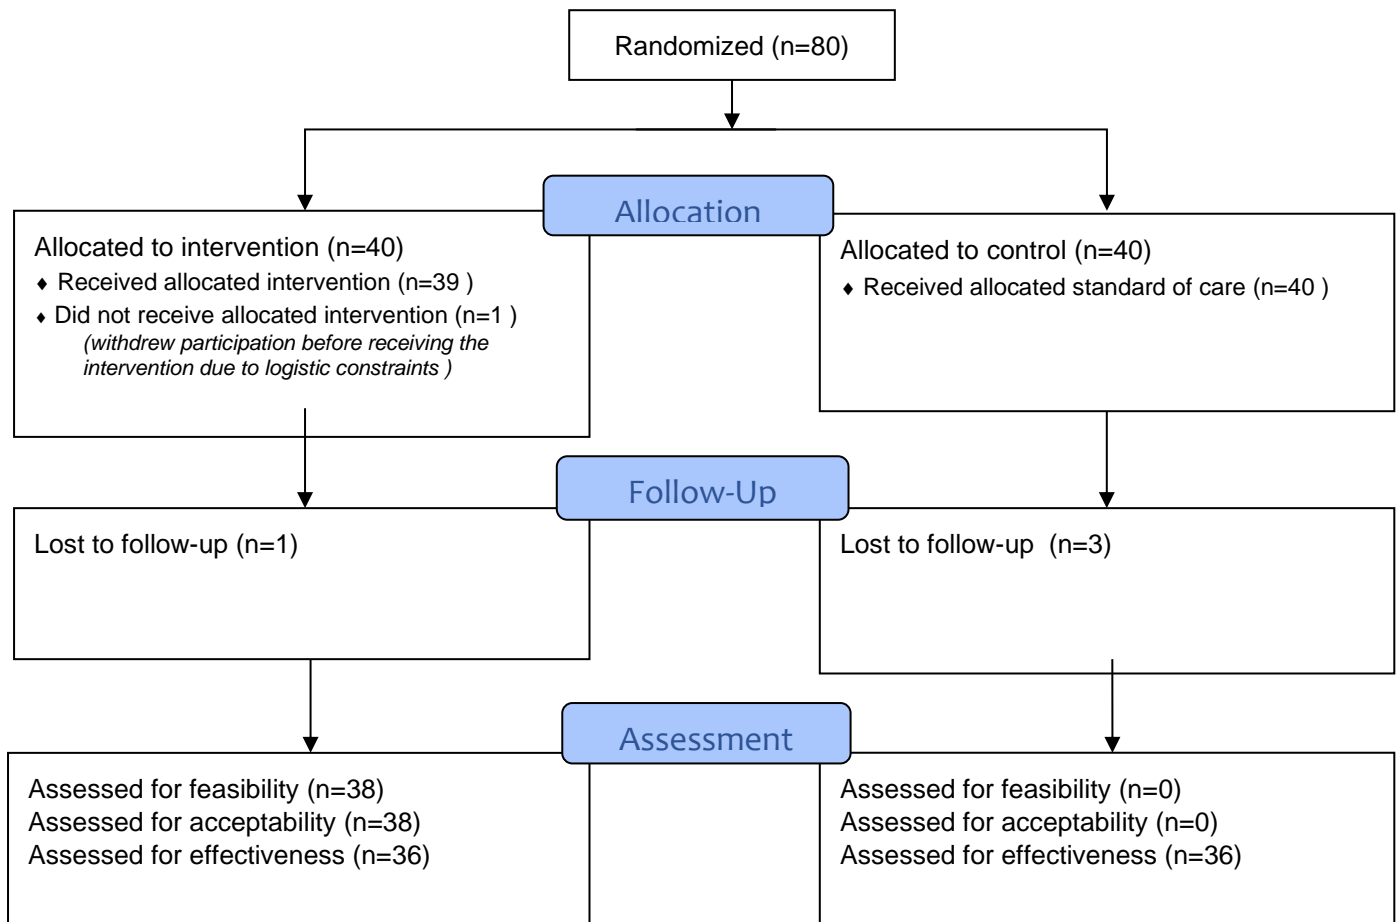 Randomized (n=80)
Allocation
Allocated to intervention (n=40)
♦ Received allocated intervention (n=39 )
♦ Did not receive allocated intervention (n=1 )
(withdrew participation before receiving the
intervention due to logistic constraints )
Allocated to control (n=40)
♦ Received allocated standard of care (n=40 )
Follow-Up
Lost to follow-up (n=1)
Lost to follow-up  (n=3)
Assessment
Assessed for feasibility (n=38)
Assessed for acceptability (n=38)
Assessed for effectiveness (n=36)
Assessed for feasibility (n=0)
Assessed for acceptability (n=0)
Assessed for effectiveness (n=36)